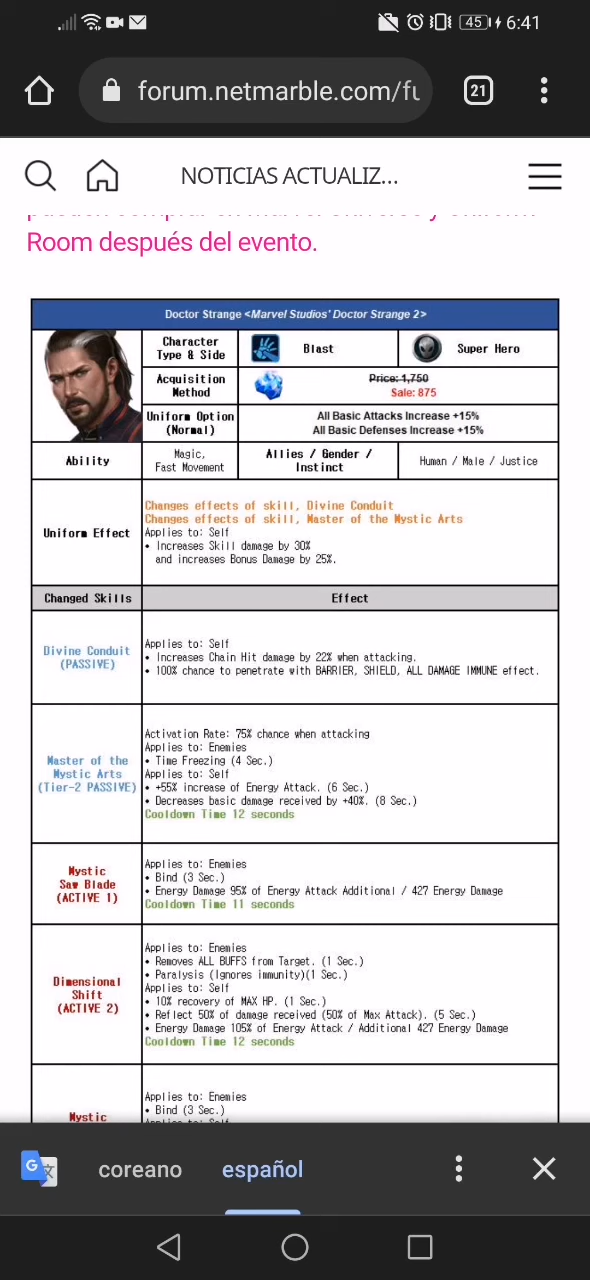 45 6:41
forum.netmarble.com/fu
21
NOTICIAS ACTUALIZ...
Room después del evento.
Doctor Strange <Marvel Studios' Doctor Strange 2>
Character Type & Side
Blast
Super Hero
Acquisition Method
Price: 1,750
Sale: 875
Uniform Option (Normal)
All Basic Attacks Increase +15%
All Basic Defenses Increase +15%
Ability
Magic,
Fast Movement
Allies / Gender /
Instinct
Human / Male / Justice
Uniform Effect
Changes effects of skill, Divine Conduit
Changes effects of skill, Master of the Mystic Arts
Applies to: Self
• Increases Skill damage by 30%
and increases Bonus Damage by 25%.
Changed Skills
Effect
Divine Conduit
(PASSIVE)
Applies to: Self
• Increases Chain Hit damage by 22% when attacking.
• 100% chance to penetrate with BARRIER, SHIELD, ALL DAMAGE IMMUNE effect.
Master of the
Mystic Arts
(Tier-2 PASSIVE)
Activation Rate: 75% chance when attacking
Applies to: Enemies
• Time Freezing (4 Sec.)
Applies to: Self
• +55% increase of Energy Attack. (6 Sec.)
• Decreases basic damage received by +40%. (8 Sec.)
Cooldown Time 12 seconds
Mystic
Saw Blade
(ACTIVE 1)
Applies to: Enemies
• Bind (3 Sec.)
• Energy Damage 95% of Energy Attack Additional / 427 Energy Damage
Cooldown Time 11 seconds
Dimensional
Shift
(ACTIVE 2)
Applies to: Enemies
• Removes ALL BUFFS from Target. (1 Sec.)
• Paralysis (Ignores immunity)(1 Sec.)
Applies to: Self
• 10% recovery of MAX HP. (1 Sec.)
• Reflect 50% of damage received (50% of Max Attack). (5 Sec.)
• Energy Damage 105% of Energy Attack / Additional 427 Energy Damage
Cooldown Time 12 seconds
Mystic
Applies to: Enemies
• Bind (3 Sec.)
Applies to: Self
coreano español